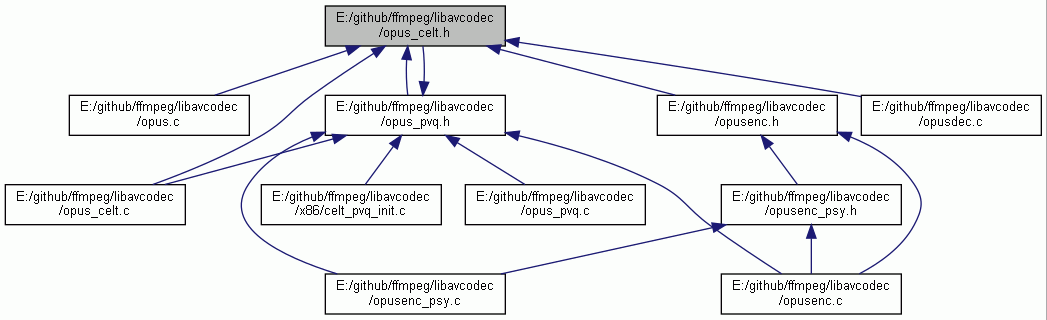 E:/github/ffmpeg/libavcodec
/opus_celt.h
E:/github/ffmpeg/libavcodec
/opus.c
E:/github/ffmpeg/libavcodec
/opus_pvq.h
E:/github/ffmpeg/libavcodec
/opusenc.h
E:/github/ffmpeg/libavcodec
/opusdec.c
E:/github/ffmpeg/libavcodec
/opus_celt.c
E:/github/ffmpeg/libavcodec
/x86/celt_pvq_init.c
E:/github/ffmpeg/libavcodec
/opus_pvq.c
E:/github/ffmpeg/libavcodec
/opusenc_psy.h
E:/github/ffmpeg/libavcodec
/opusenc_psy.c
E:/github/ffmpeg/libavcodec
/opusenc.c